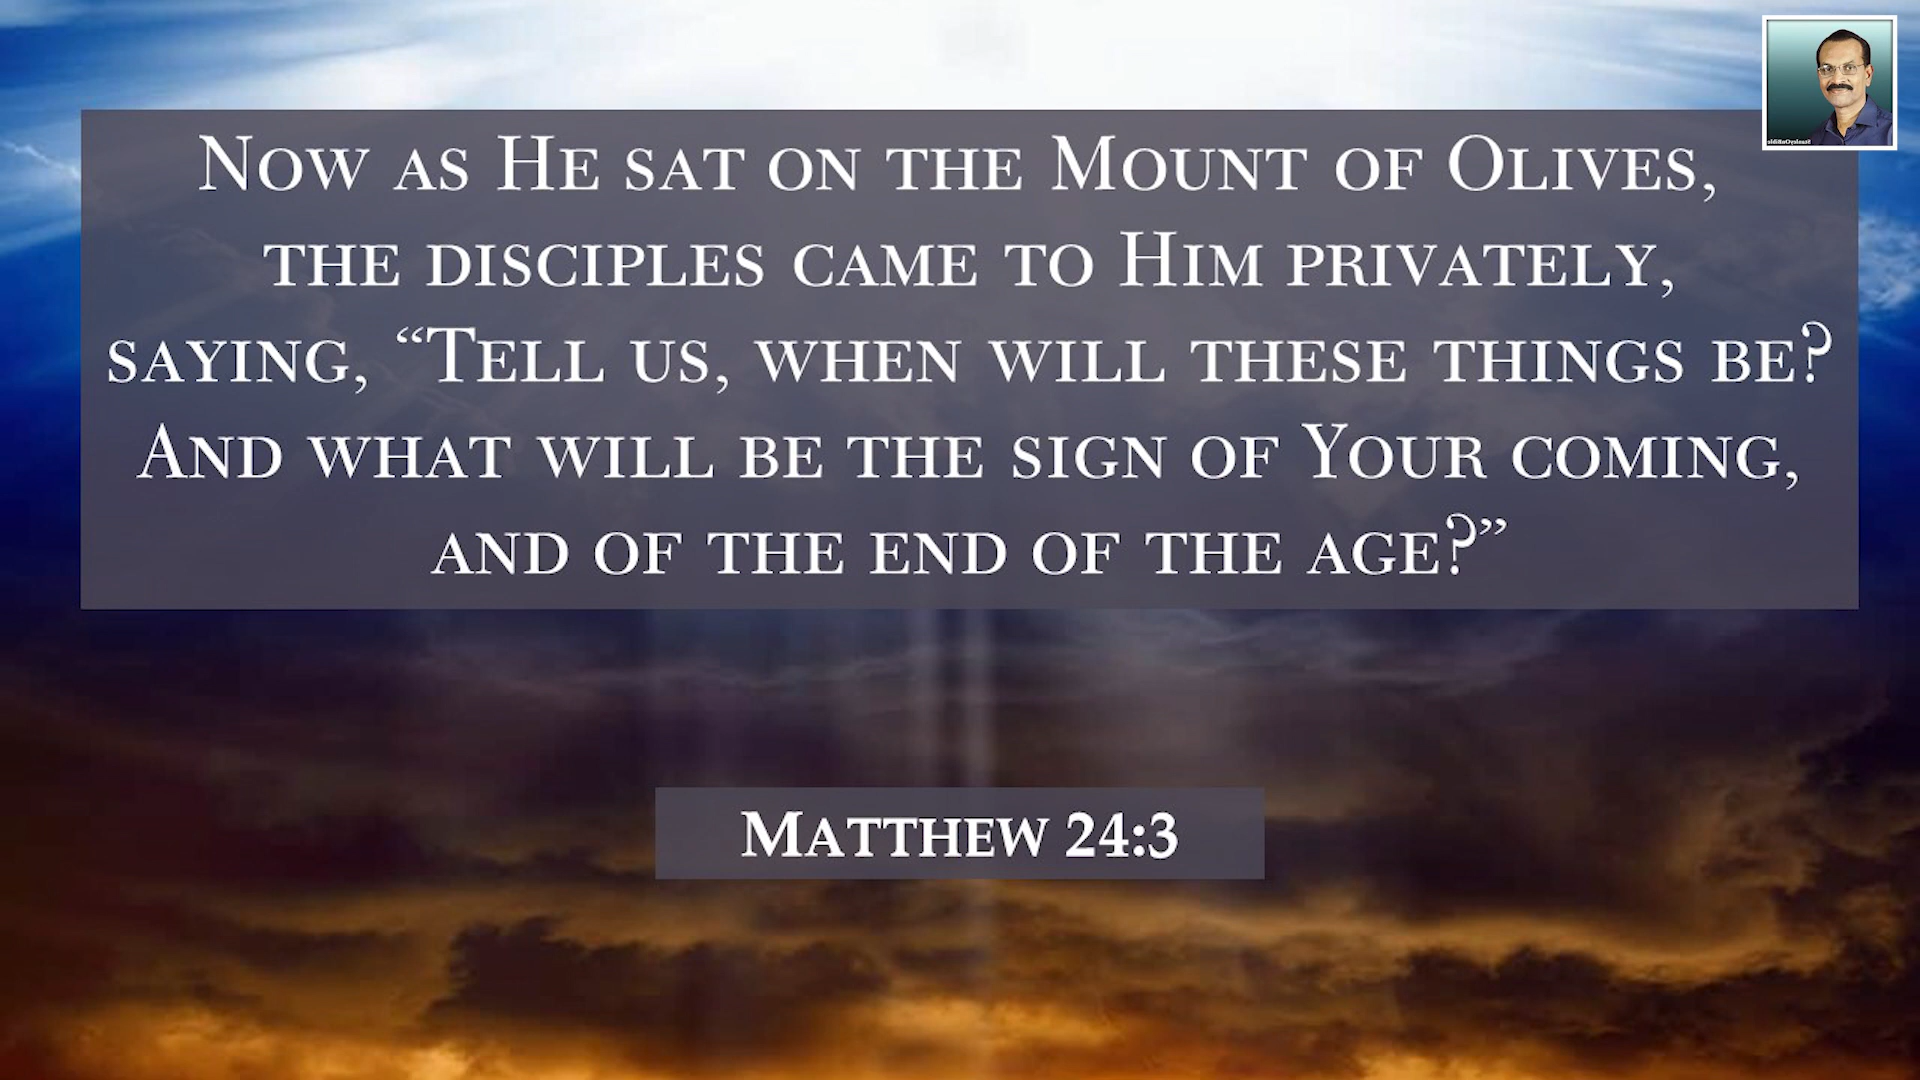 Now as He sat on the Mount of Olives,
the disciples came to Him privately,
saying, “Tell us, when will these things be?
And what will be the sign of Your coming,
and of the end of the age?”
Matthew 24:3